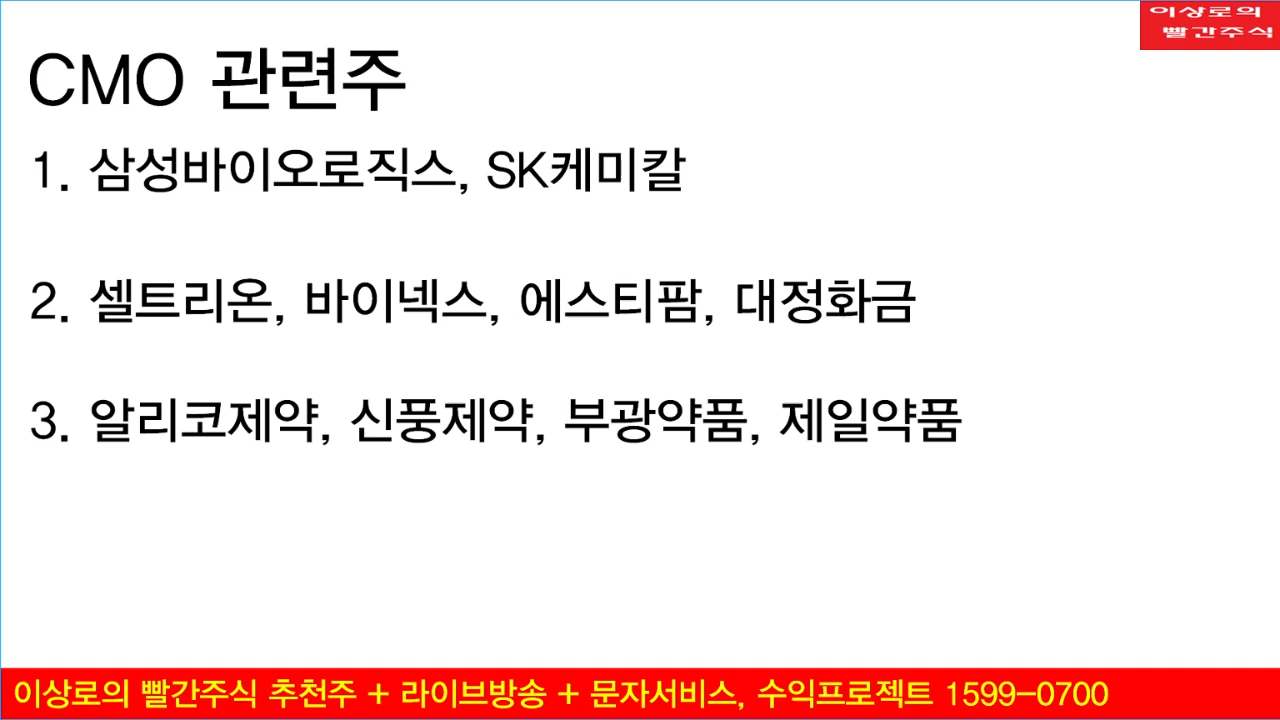 이상로의
빨간주식
CMO 관련주
1. 삼성바이오로직스, SK케미칼
2. 셀트리온, 바이넥스, 에스티팜, 대정화금
3. 알리코제약, 신풍제약, 부광약품, 제일약품
이상로의 빨간주식 추천주 + 라이브방송 + 문자서비스, 수익프로젝트 1599-0700